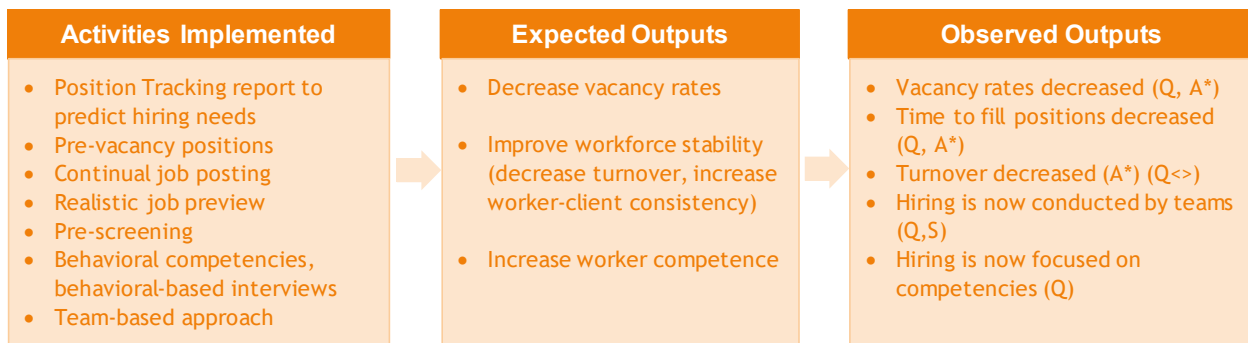 Activities Implemented
• Position Tracking report to
predict hiring needs
• Pre-vacancy positions
• Continual job posting
• Realistic job preview
• Pre-screening
• Behavioral competencies,
behavioral-based interviews
• Team-based approach
Expected Outputs
• Decrease vacancy rates
• Improve workforce stability
(decrease turnover, increase
worker-client consistency)
• Increase worker competence
Observed Outputs
• Vacancy rates decreased (Q, A*)
• Time to fill positions decreased
(Q, A*)
• Turnover decreased (A*) (Q<>)
• Hiring is now conducted by teams
(Q,S)
• Hiring is now focused on
competencies (Q)